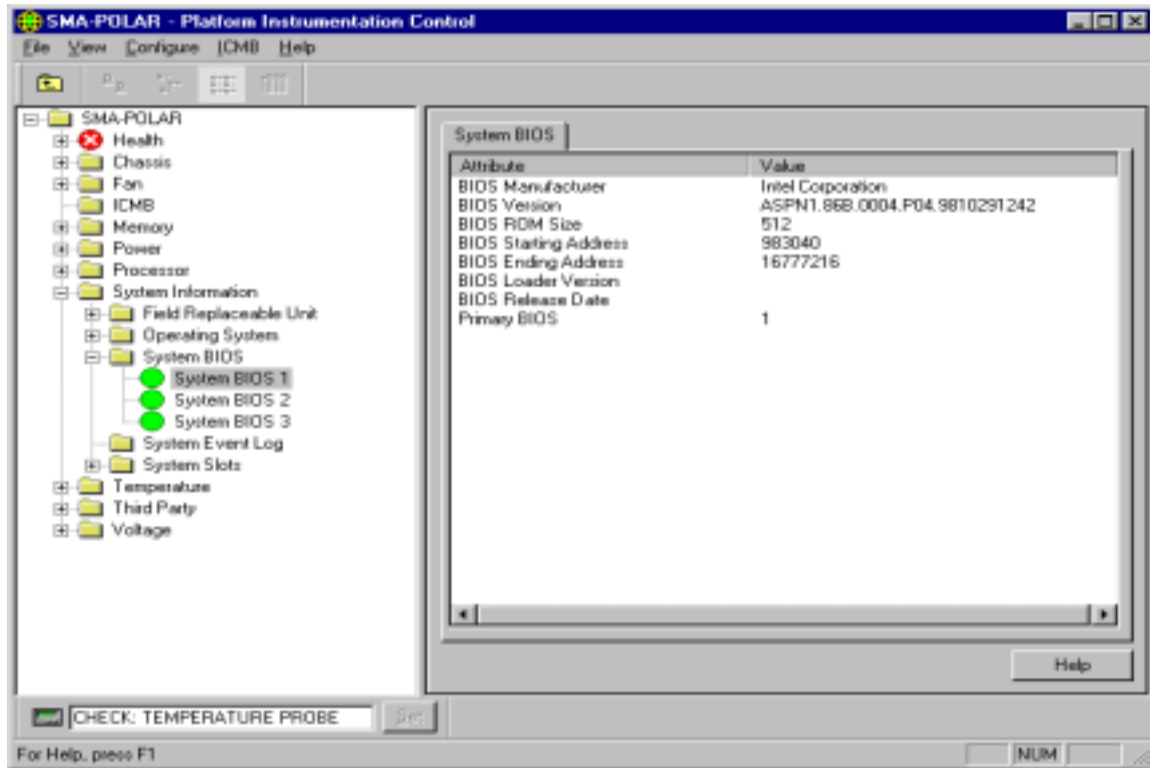 SMA-POLAR - Platform Instrumentation Control
File View Configure ICMB Help
SMA-POLAR
Health
Chassis
Fan
ICMB
Memory
Power
Processor
System Information
Field Replaceable Unit
Operating System
System BIOS
System BIOS 1
System BIOS 2
System BIOS 3
System Event Log
System Slots
Temperature
Third Party
Voltage
System BIOS
Attribute Value
BIOS Manufacturer Intel Corporation
BIOS Version ASPN1.86B.0004.P04.9810291242
BIOS ROM Size 512
BIOS Starting Address 983040
BIOS Ending Address 16777216
BIOS Loader Version
BIOS Release Date
Primary BIOS 1
Help
CHECK: TEMPERATURE PROBE Set
For Help, press F1 NUM